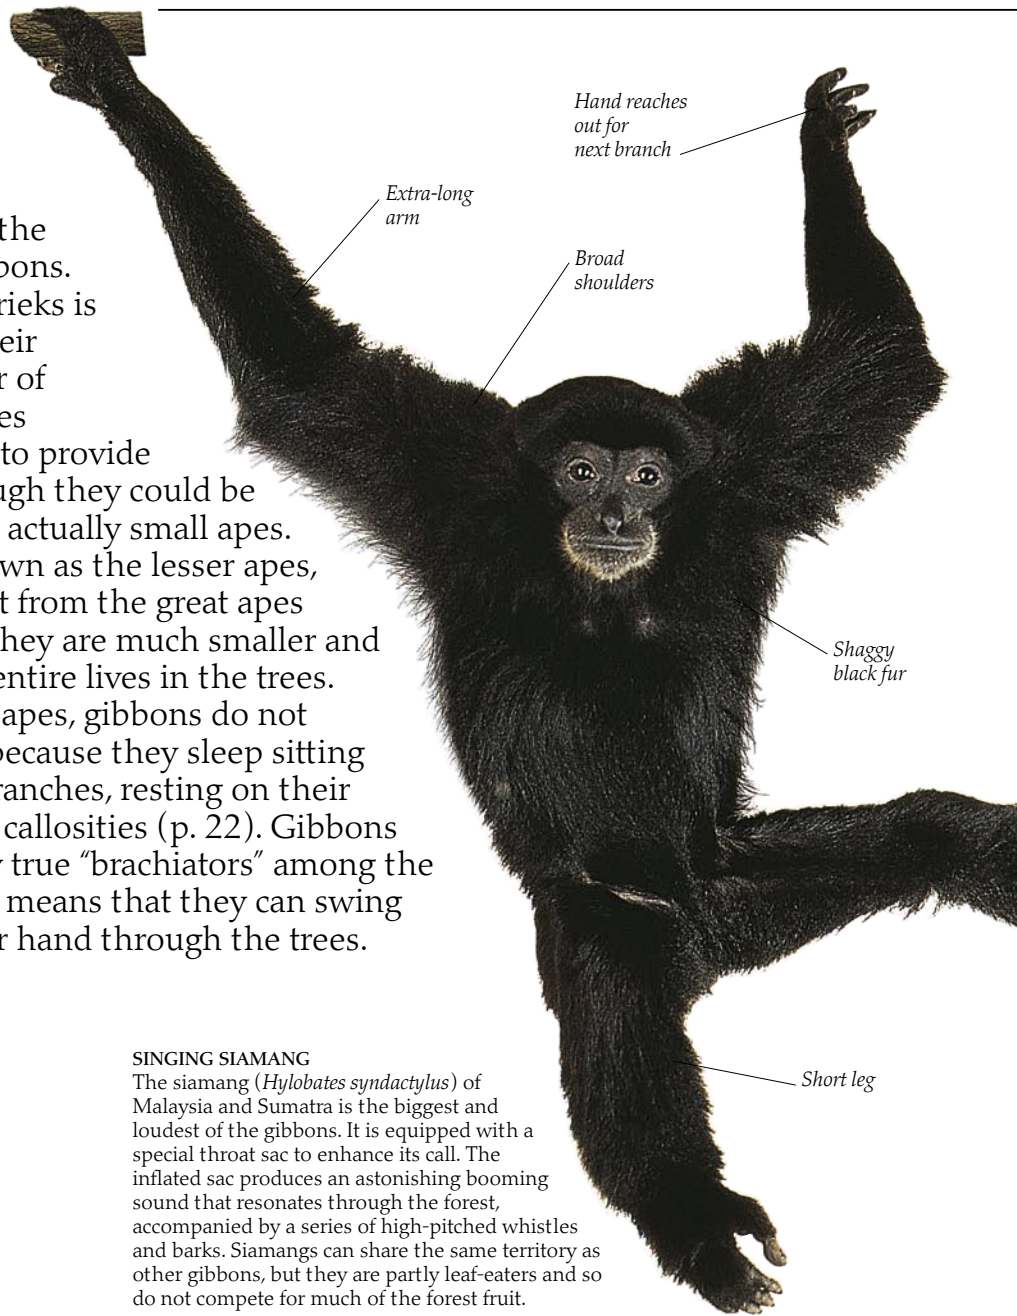 Hand reaches
out for
next branch
Extra-long
arm
Broad
shoulders
the
bons.
rieks is
eir
r of
es
to provide
ugh they could be
actually small apes.
wn as the lesser apes,
t from the great apes
they are much smaller and
entire lives in the trees.
apes, gibbons do not
because they sleep sitting
ranches, resting on their
callosities (p. 22). Gibbons
y true "brachiators" among the
means that they can swing
r hand through the trees.
Shaggy
black fur
SINGING SIAMANG
The siamang (Hylobates syndactylus) of
Malaysia and Sumatra is the biggest and
loudest of the gibbons. It is equipped with a
special throat sac to enhance its call. The
inflated sac produces an astonishing booming
sound that resonates through the forest,
accompanied by a series of high-pitched whistles
and barks. Siamangs can share the same territory as
other gibbons, but they are partly leaf-eaters and so
do not compete for much of the forest fruit.
Short leg